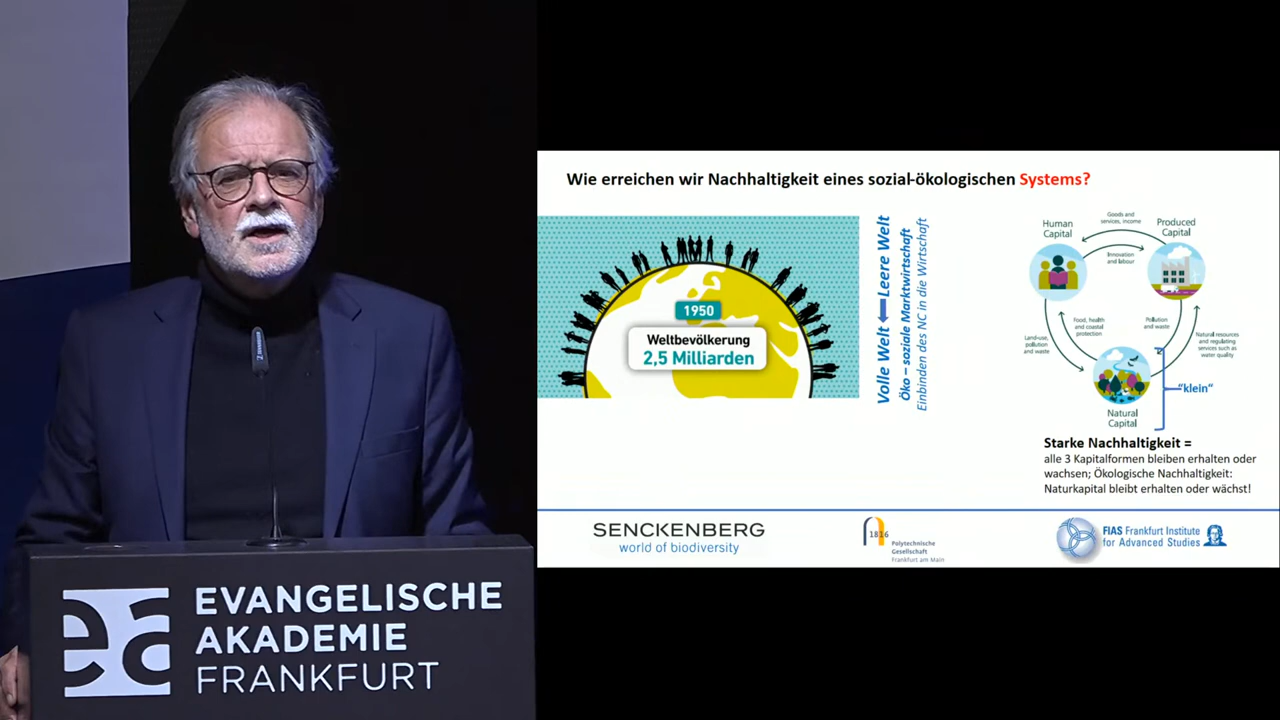 EVANGELISCHE
AKADEMIE
FRANKFURT
ea
Wie erreichen wir Nachhaltigkeit eines sozial-ökologischen Systems?
1950
Weltbevölkerung
2,5 Milliarden
Volle Welt Leere Welt
Öko – soziale Marktwirtschaft
Einbinden des NC in die Wirtschaft
Human
Capital
Goods and
services, income
Produced
Capital
Innovation
and labour
Food, health
and coastal
protection
Pollution
and waste
Land-use,
pollution
and waste
Natural resources
and regulating
services such as
water quality
"klein"
Natural
Capital
Starke Nachhaltigkeit =
alle 3 Kapitalformen bleiben erhalten oder
wachsen; Ökologische Nachhaltigkeit:
Naturkapital bleibt erhalten oder wächst!
SENCKENBERG
world of biodiversity
1816
Polytechnische
Gesellschaft
Frankfurt am Main
FIAS Frankfurt Institute
for Advanced Studies